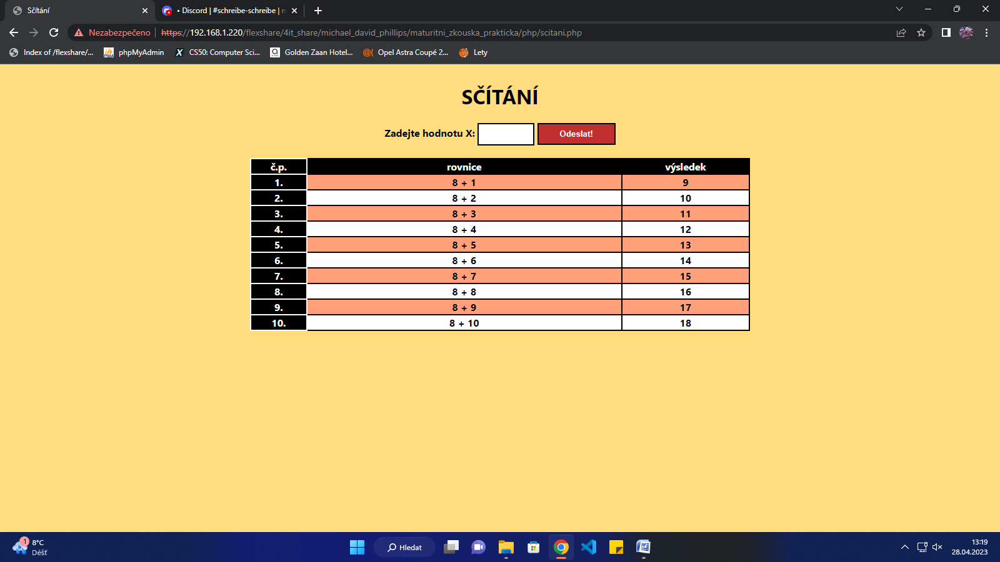 Sčítání
• Discord | #schreibe-schreibe |
Nezabezpečeno
https://192.168.1.220/flexshare/4it_share/michael_david_phillips/maturitni_zkouska_prakticka/php/scitani.php
Index of /flexshare/...
phpMyAdmin
CS50: Computer Sci...
Golden Zaan Hotel...
Opel Astra Coupé 2...
Lety
SČÍTÁNÍ
Zadejte hodnotu X: Odeslat!
č.p. rovnice výsledek
1. 8 + 1 9
2. 8 + 2 10
3. 8 + 3 11
4. 8 + 4 12
5. 8 + 5 13
6. 8 + 6 14
7. 8 + 7 15
8. 8 + 8 16
9. 8 + 9 17
10. 8 + 10 18
1
8°C
Déšť
Hledat
13:19
28.04.2023